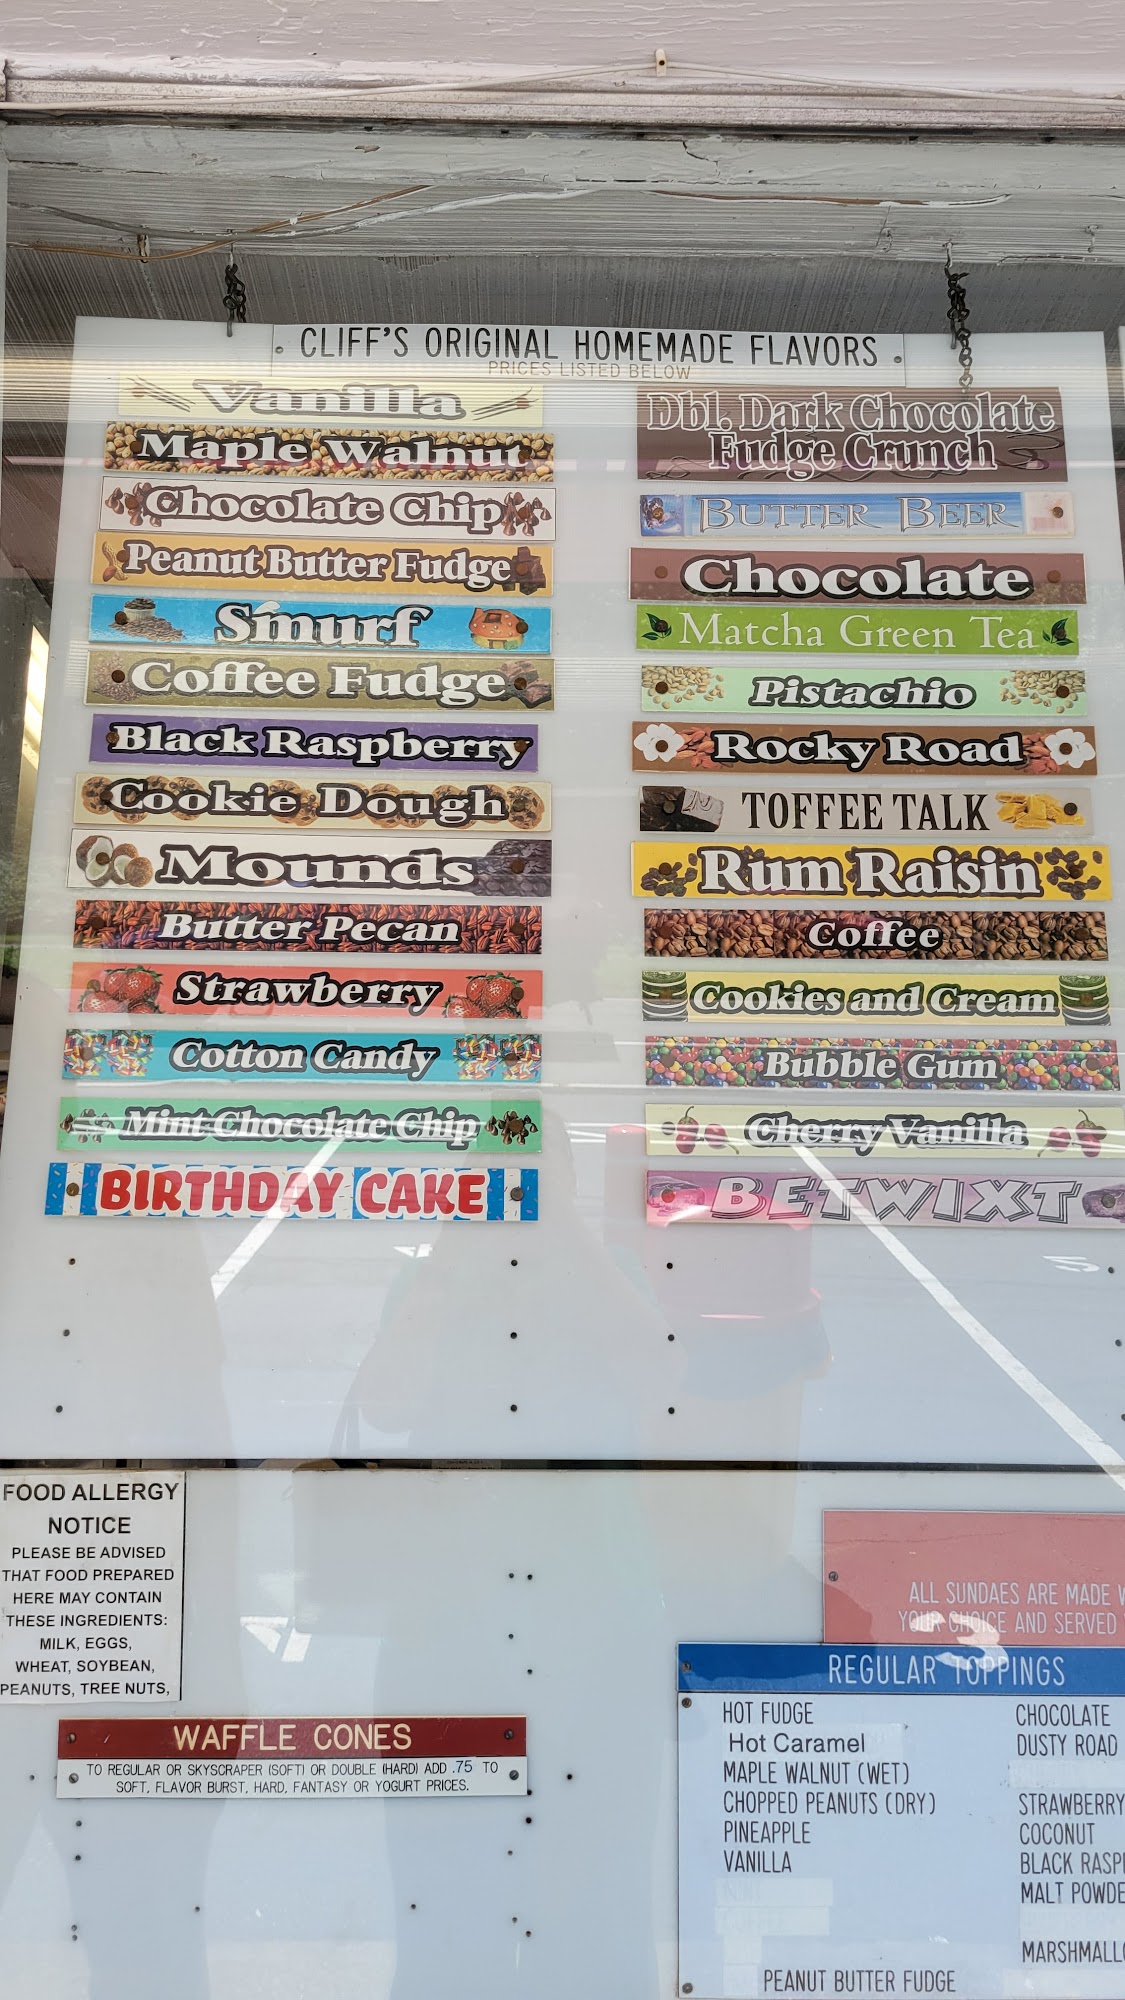 CLIFF'S ORIGINAL HOMEMADE FLAVORS
PRICES LISTED BELOW
Vanilla
Maple Walnut
Chocolate Chip
Peanut Butter Fudge
Smurf
Coffee Fudge
Black Raspberry
Cookie Dough
Mounds
Butter Pecan
Strawberry
Cotton Candy
Mint Chocolate Chip
BIRTHDAY CAKE
Dbl. Dark Chocolate
Fudge Crunch
BUTTER BEER
Chocolate
Matcha Green Tea
Pistachio
Rocky Road
TOFFEE TALK
Rum Raisin
Coffee
Cookies and Cream
Bubble Gum
Cherry Vanilla
BETWIXT
FOOD ALLERGY
NOTICE
PLEASE BE ADVISED
THAT FOOD PREPARED
HERE MAY CONTAIN
THESE INGREDIENTS:
MILK, EGGS,
WHEAT, SOYBEAN,
PEANUTS, TREE NUTS,
WAFFLE CONES
TO REGULAR OR SKYSCRAPER (SOFT) OR DOUBLE (HARD) ADD .75 TO
SOFT, FLAVOR BURST, HARD, FANTASY OR YOGURT PRICES.
ALL SUNDAES ARE MADE
YOUR CHOICE AND SERVED
REGULAR TOPPINGS
HOT FUDGE
Hot Caramel
MAPLE WALNUT (WET)
CHOPPED PEANUTS (DRY)
PINEAPPLE
VANILLA
PEANUT BUTTER FUDGE
CHOCOLATE
DUSTY ROAD
STRAWBERRY
COCONUT
BLACK RASP
MALT POWDE
MARSHMALL